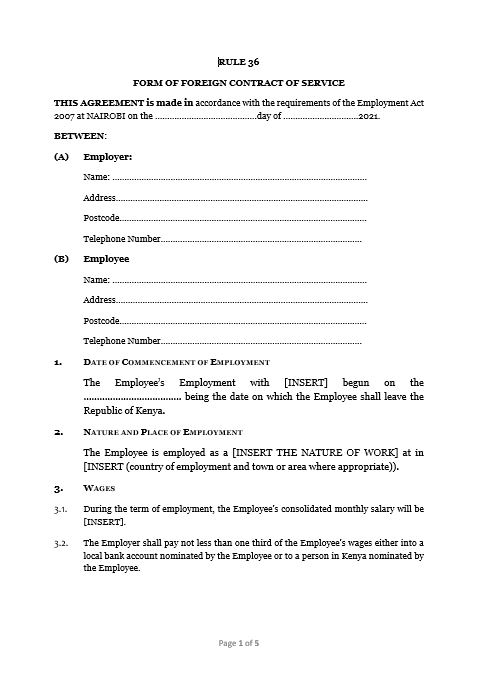 RULE 36
FORM OF FOREIGN CONTRACT OF SERVICE
THIS AGREEMENT is made in accordance with the requirements of the Employment Act
2007 at NAIROBI on the ..........................................day of ...............................2021.
BETWEEN:
(A) Employer:
Name: ..........................................................................................................
Address.........................................................................................................
Postcode.......................................................................................................
Telephone Number....................................................................................
(B) Employee
Name: ..........................................................................................................
Address.........................................................................................................
Postcode.......................................................................................................
Telephone Number....................................................................................
1. DATE OF COMMENCEMENT OF EMPLOYMENT
The Employee's Employment with [INSERT] begun on the
.................................... being the date on which the Employee shall leave the
Republic of Kenya.
2. NATURE AND PLACE OF EMPLOYMENT
The Employee is employed as a [INSERT THE NATURE OF WORK] at in
[INSERT (country of employment and town or area where appropriate)).
3. WAGES
3.1. During the term of employment, the Employee's consolidated monthly salary will be
[INSERT].
3.2. The Employer shall pay not less than one third of the Employee's wages either into a
local bank account nominated by the Employee or to a person in Kenya nominated by
the Employee.
Page 1 of 5